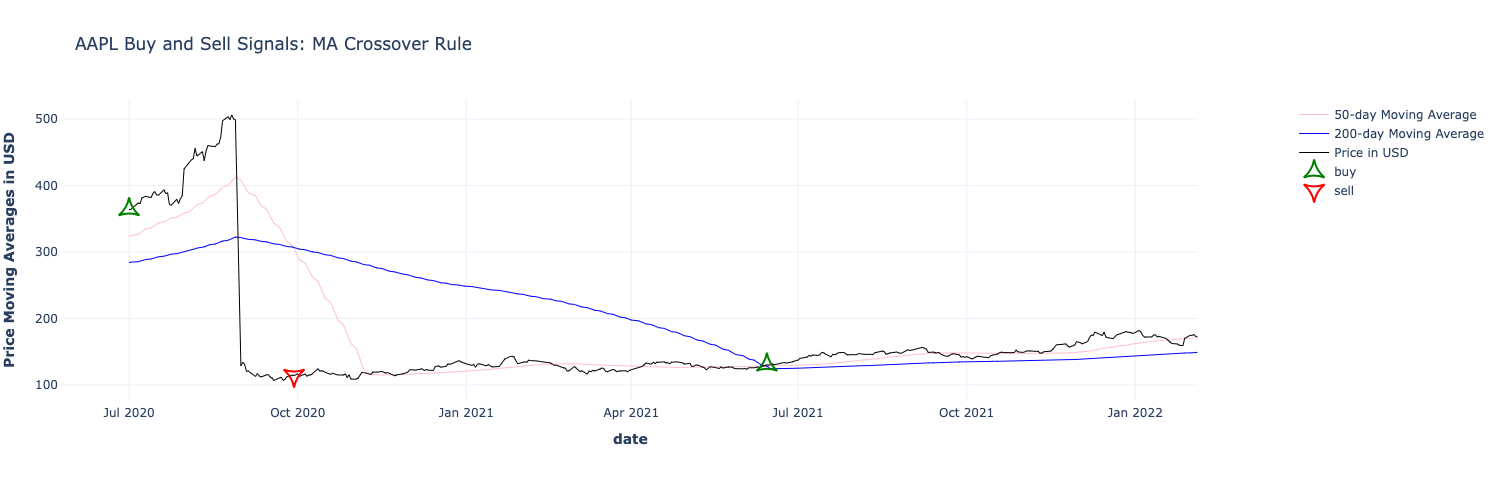 AAPL Buy and Sell Signals: MA Crossover Rule
50-day Moving Average
200-day Moving Average
Price in USD
buy
sell
Price Moving Averages in USD
500
400
300
200
100
Jul 2020
Oct 2020
Jan 2021
Apr 2021
Jul 2021
Oct 2021
Jan 2022
date